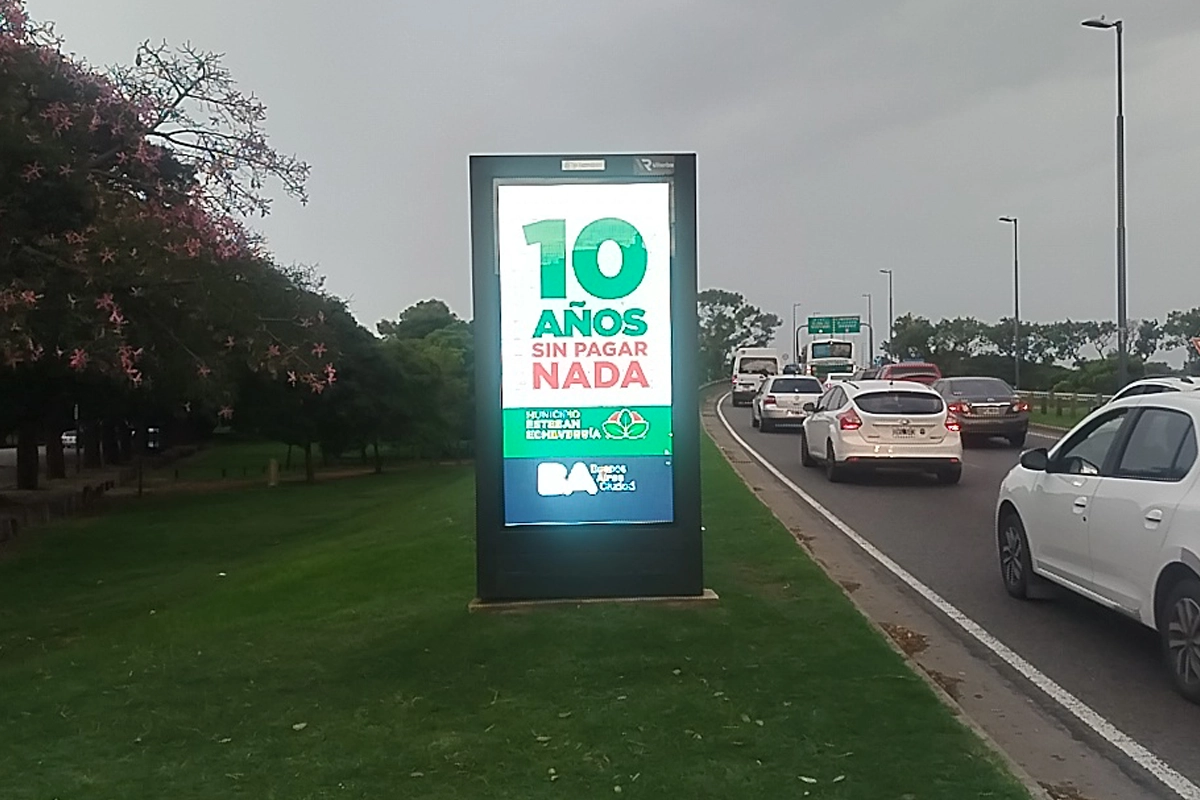 10
AÑOS
SIN PAGAR
NADA
MUNICIPIO
ESTEBAN
ECHEVERRÍA
BA Buenos
Aires
Ciudad